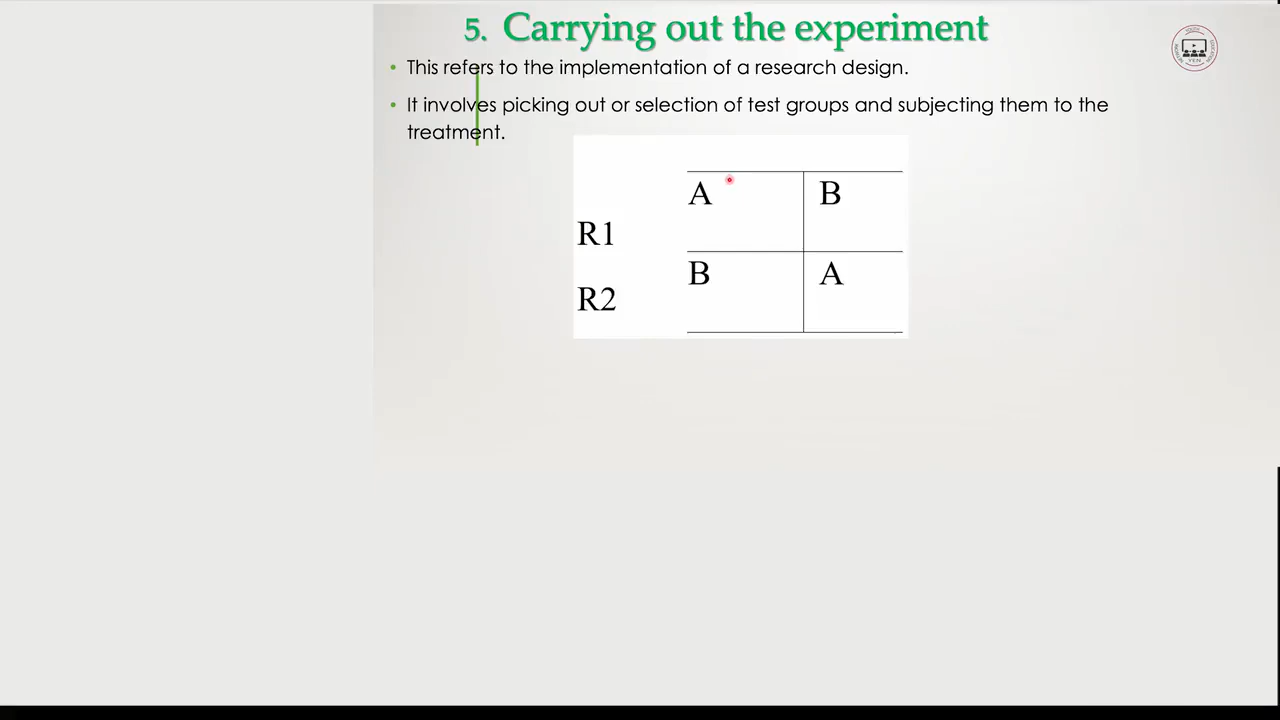 5. Carrying out the experiment
• This refers to the implementation of a research design.
• It involves picking out or selection of test groups and subjecting them to the
treatment.
A B
R1
B A
R2